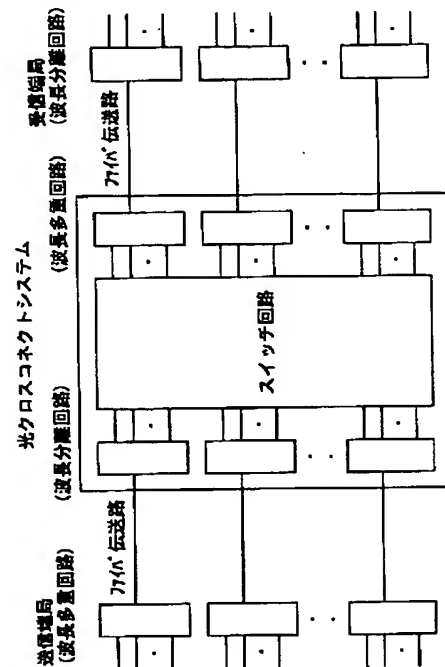 光クロスコネクトシステム
送信端局
(波長多重回路)
(波長分離回路)
(波長多重回路)
受信端局
(波長分離回路)
ファイバ伝送路
スイッチ回路
ファイバ伝送路